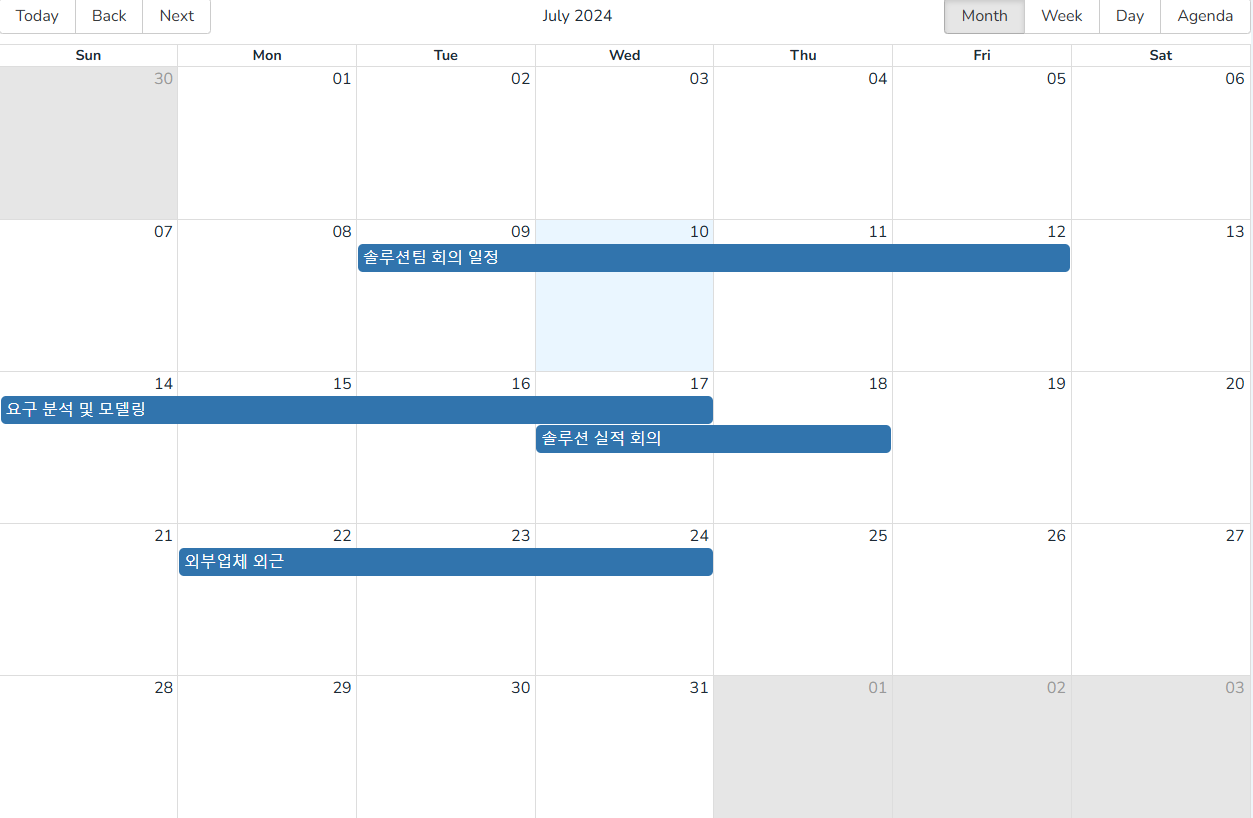 Today Back Next July 2024 Month Week Day Agenda
Sun Mon Tue Wed Thu Fri Sat
30 01 02 03 04 05 06
07 08 09 10 11 12 13
솔루션팀 회의 일정
14 15 16 17 18 19 20
요구 분석 및 모델링
솔루션 실적 회의
21 22 23 24 25 26 27
외부업체 외근
28 29 30 31 01 02 03